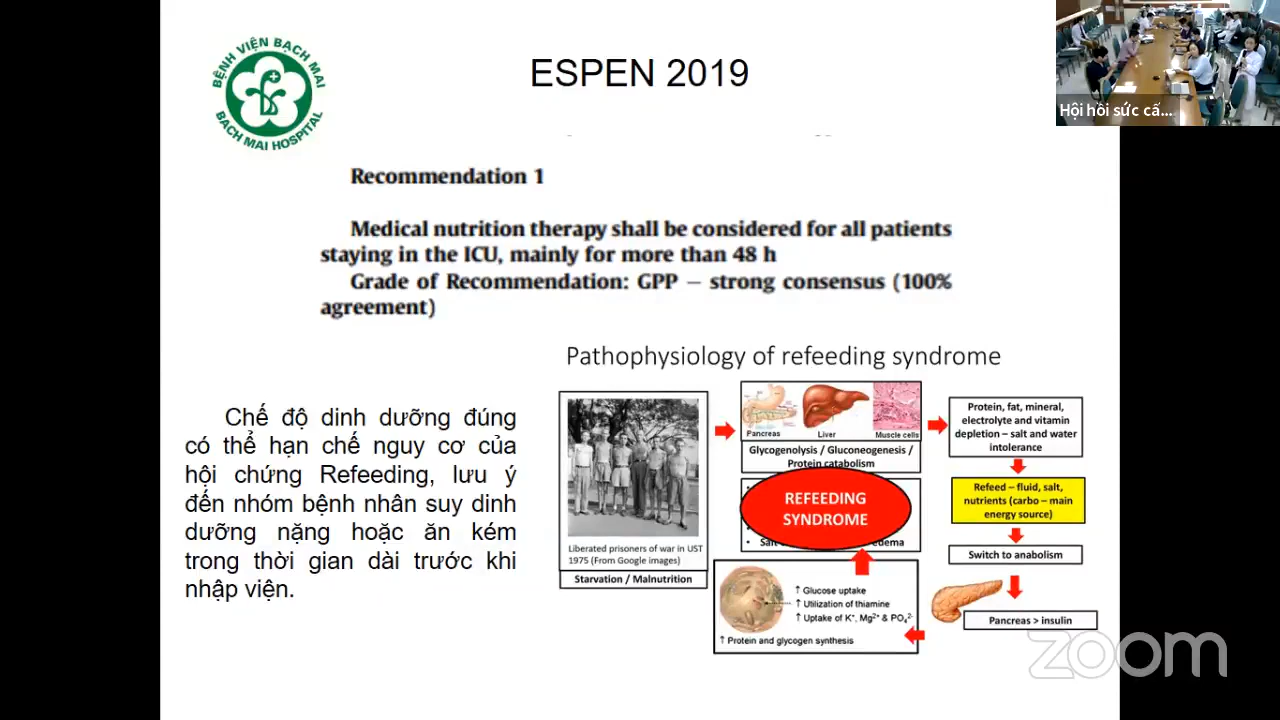 BỆNH VIỆN BẠCH MAI
BACH MAI HOSPITAL
ESPEN 2019
Hội hồi sức cấ...
Recommendation 1
Medical nutrition therapy shall be considered for all patients
staying in the ICU, mainly for more than 48 h
Grade of Recommendation: GPP – strong consensus (100%
agreement)
Pathophysiology of refeeding syndrome
Chế độ dinh dưỡng đúng
có thể hạn chế nguy cơ của
hội chứng Refeeding, lưu ý
đến nhóm bệnh nhân suy dinh
dưỡng nặng hoặc ăn kém
trong thời gian dài trước khi
nhập viện.
Liberated prisoners of war in UST
1975 (From Google images)
Starvation / Malnutrition
Pancreas
Liver
Muscle cells
Glycogenolysis / Gluconeogenesis /
Protein catabolism
REFEEDING
SYNDROME
edema
Protein, fat, mineral,
electrolyte and vitamin
depletion – salt and water
intolerance
Refeed – fluid, salt,
nutrients (carbo – main
energy source)
Switch to anabolism
Pancreas > insulin
↑ Glucose uptake
↑ Utilization of thiamine
↑ Uptake of K⁺, Mg²⁺ & PO₄²⁻
↑ Protein and glycogen synthesis
zoom